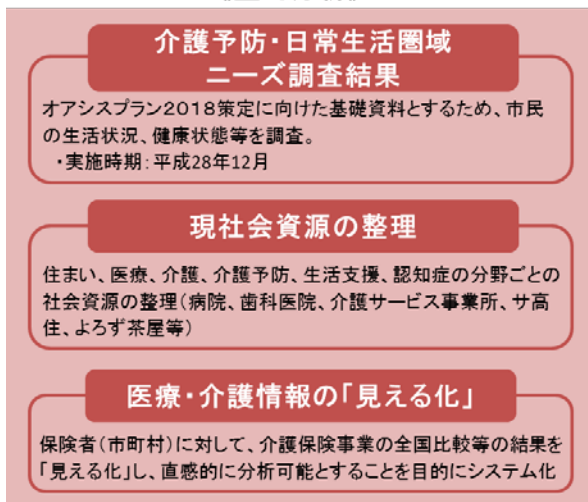 介護予防・日常生活圏域
ニーズ調査結果
オアシスプラン2018策定に向けた基礎資料とするため、市民
の生活状況、健康状態等を調査。
・実施時期:平成28年12月
現社会資源の整理
住まい、医療、介護、介護予防、生活支援、認知症の分野ごとの
社会資源の整理(病院、歯科医院、介護サービス事業所、サ高
住、よろず茶屋等)
医療・介護情報の「見える化」
保険者(市町村)に対して、介護保険事業の全国比較等の結果を
「見える化」し、直感的に分析可能とすることを目的にシステム化